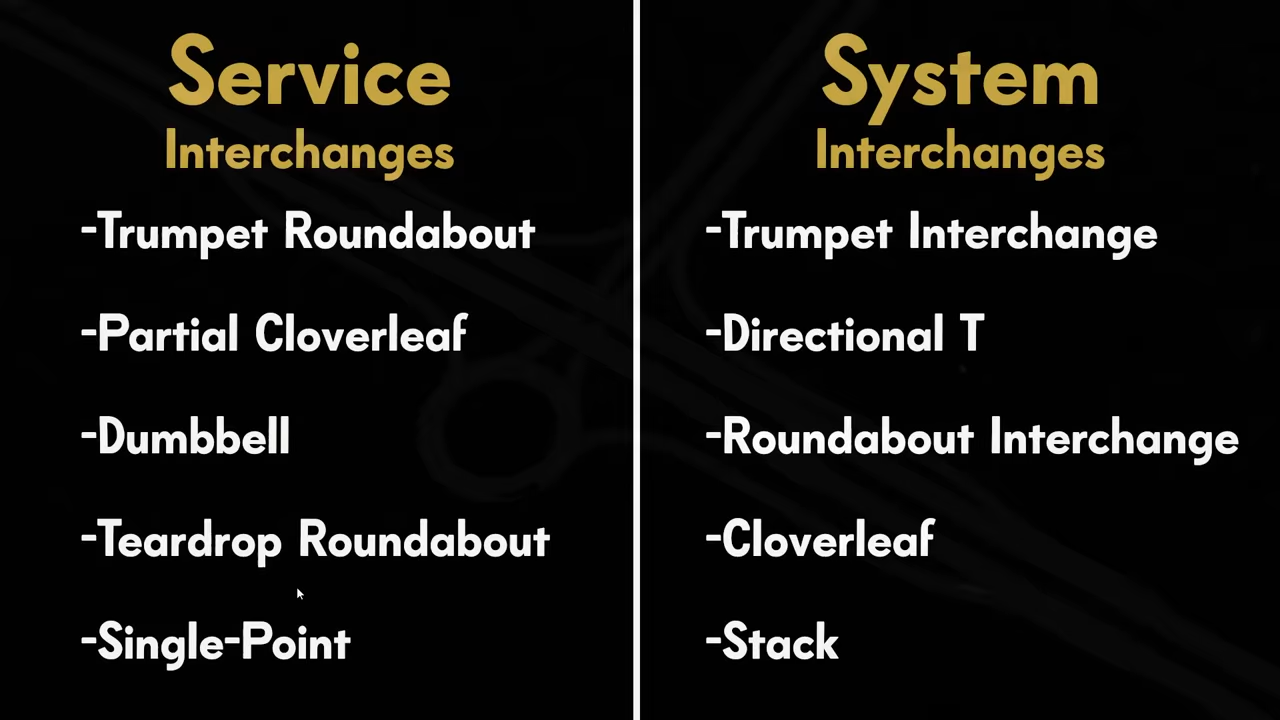 Service
Interchanges
-Trumpet Roundabout
-Partial Cloverleaf
-Dumbbell
-Teardrop Roundabout
-Single-Point
System
Interchanges
-Trumpet Interchange
-Directional T
-Roundabout Interchange
-Cloverleaf
-Stack